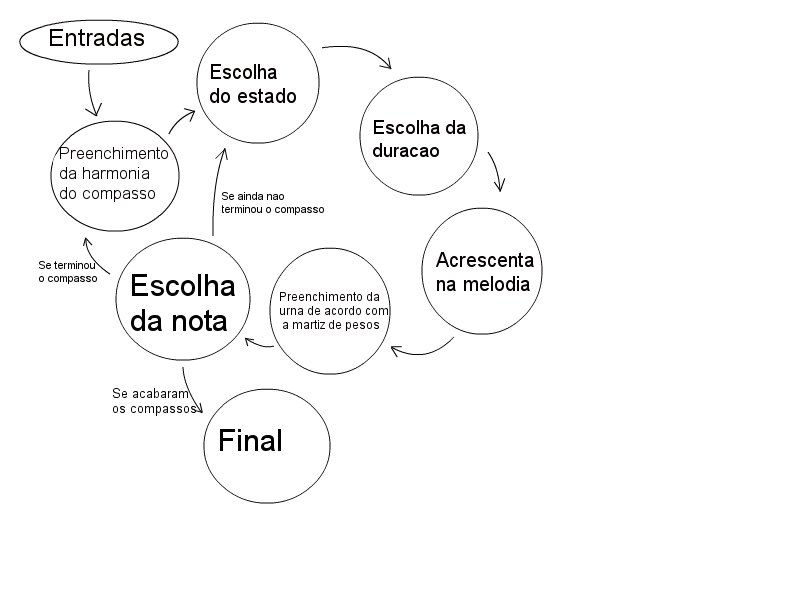 Entradas
Escolha
do estado
Escolha da
duracao
Preenchimento
da harmonia
do compasso
Se ainda nao
terminou o compasso
Acrescenta
na melodia
Se terminou
o compasso
Escolha
da nota
Preenchimento da
urna de acordo com
a martiz de pesos
Se acabaram
os compassos
Final